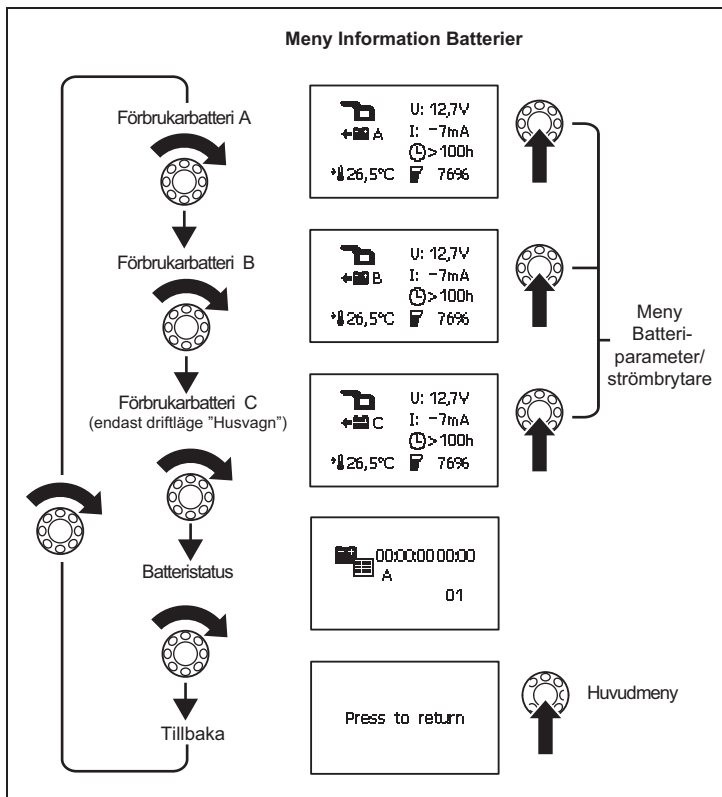 Meny Information Batterier
Förbrukarbatteri A
U: 12,7V
A
I: -7mA
>100h
26,5°C
76%
Förbrukarbatteri B
U: 12,7V
B
I: -7mA
>100h
26,5°C
76%
Meny
Batteri-
parameter/
strömbrytare
Förbrukarbatteri C
(endast driftläge "Husvagn")
U: 12,7V
C
I: -7mA
>100h
26,5°C
76%
Batteristatus
00:00:00 00:00
A
01
Tillbaka
Press to return
Huvudmeny